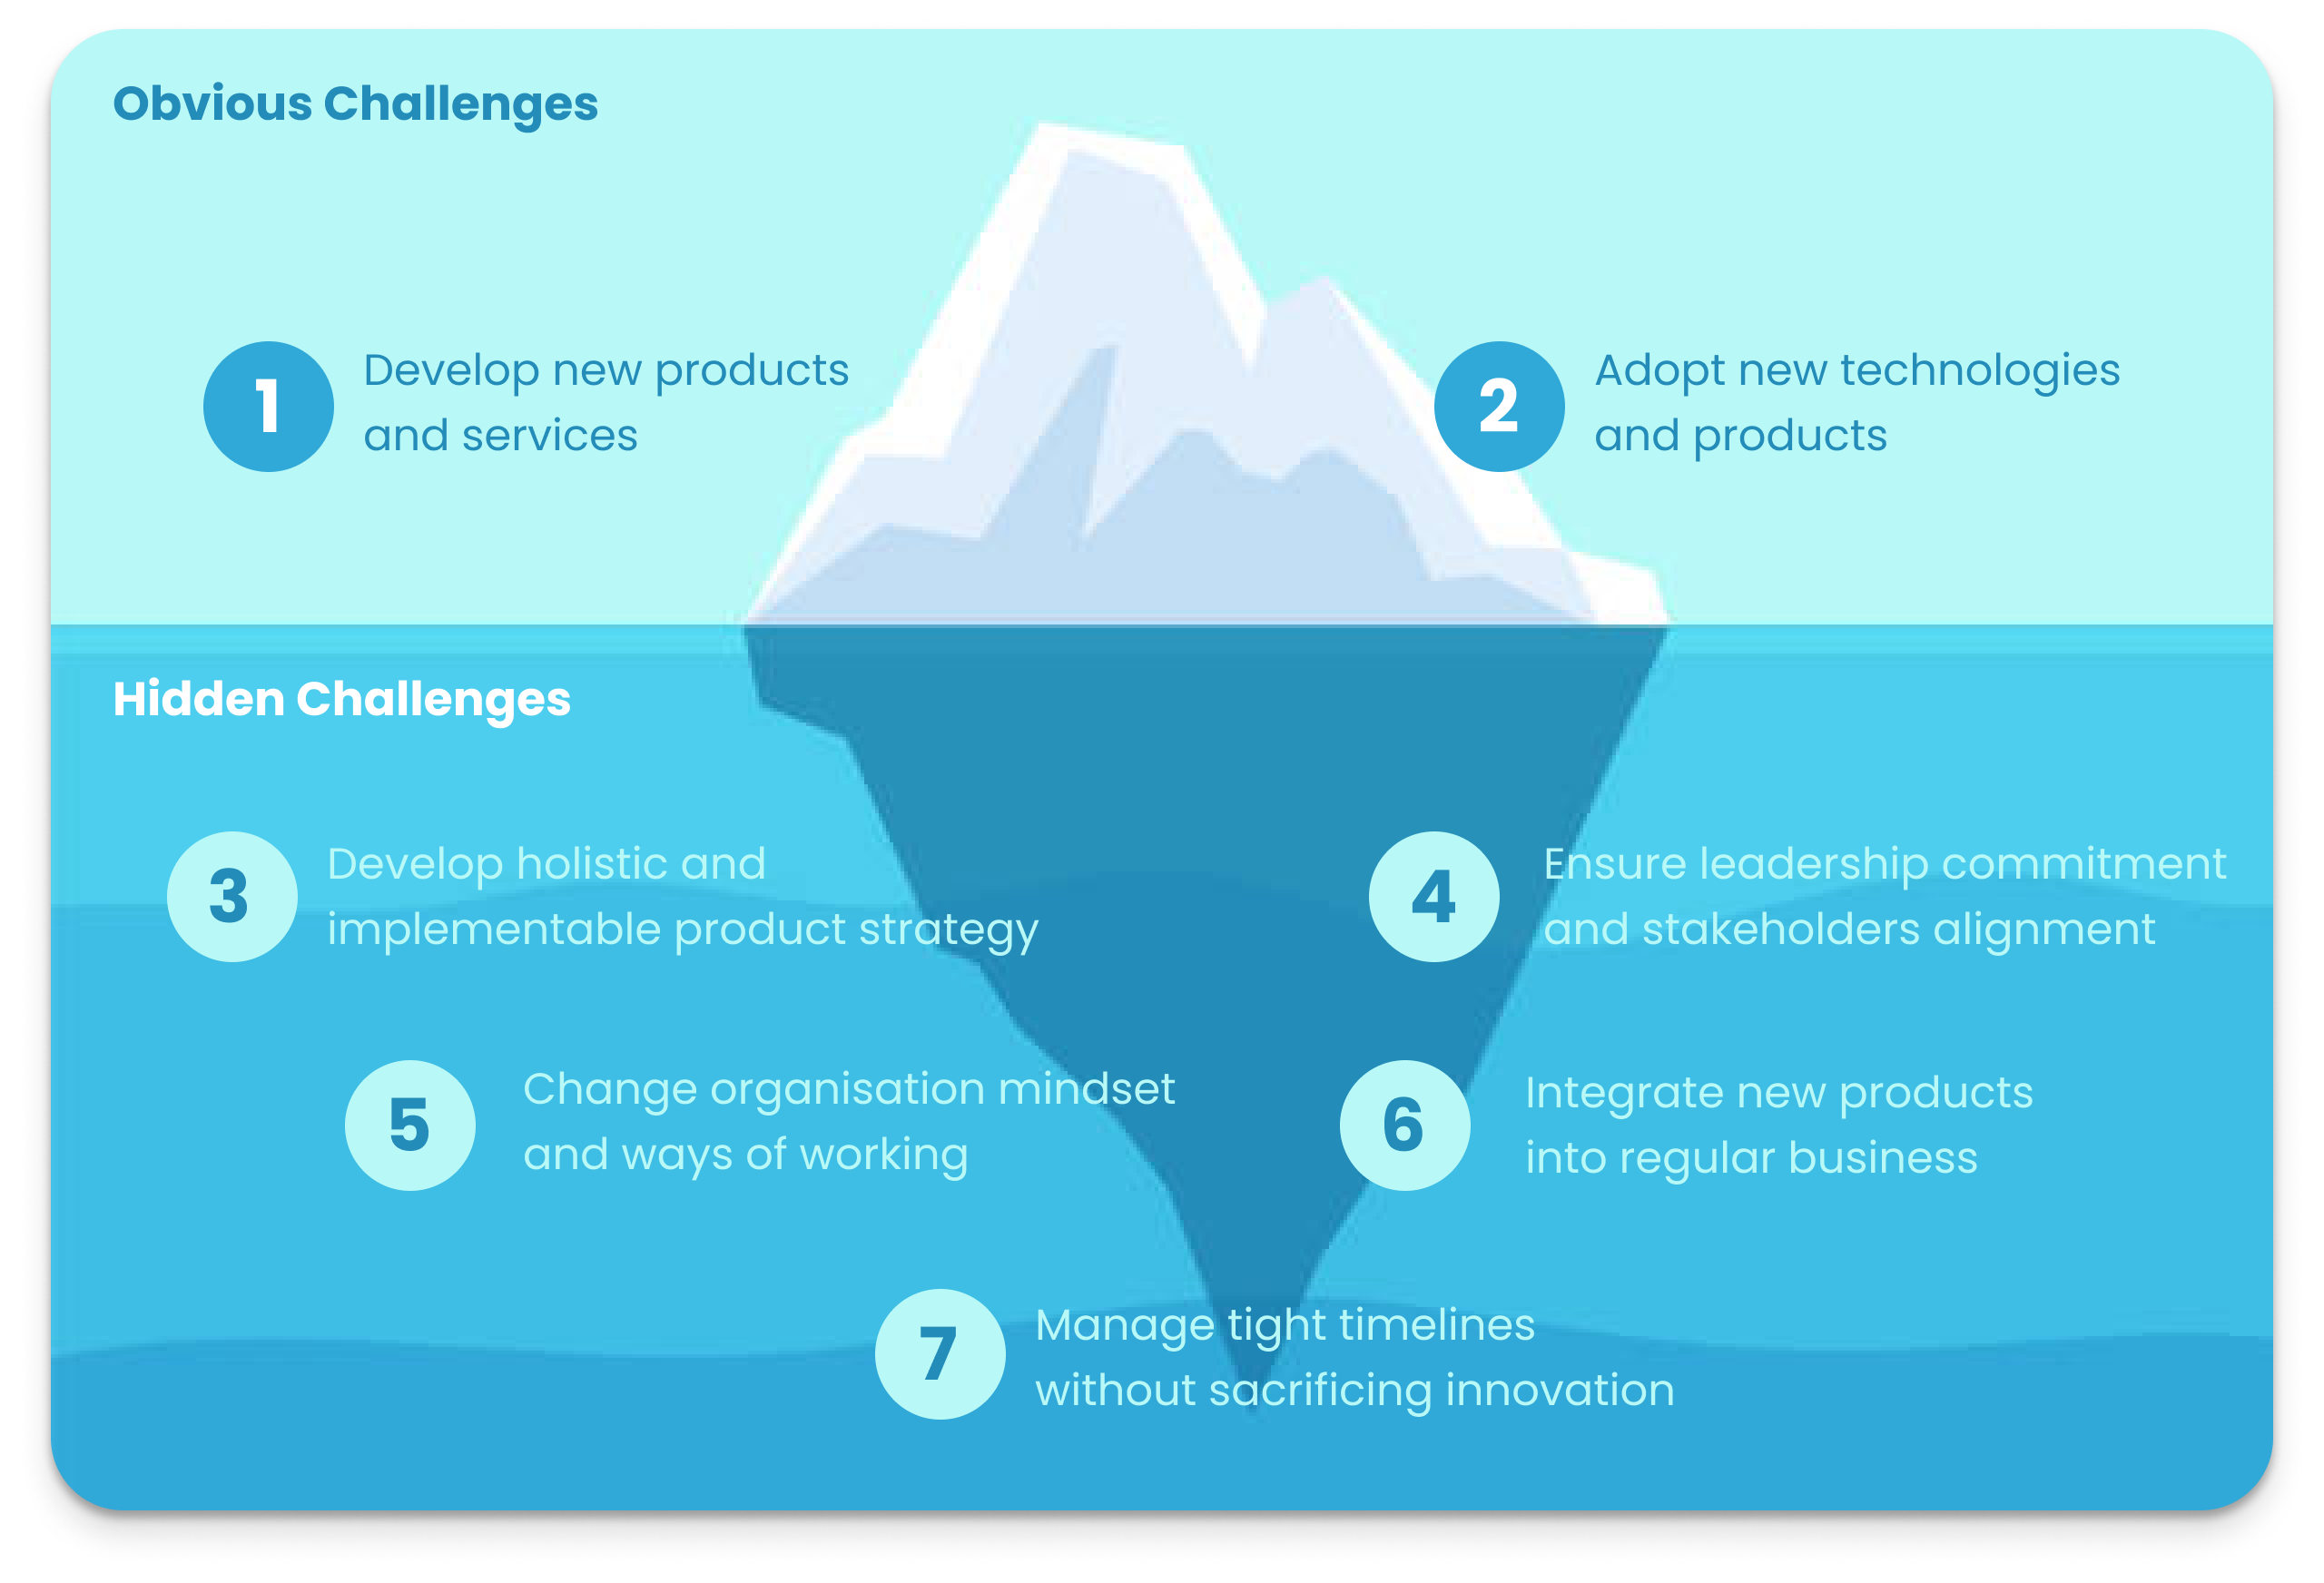 Obvious Challenges
1
Develop new products
and services
2
Adopt new technologies
and products
Hidden Challenges
3
Develop holistic and
implementable product strategy
4
Ensure leadership commitment
and stakeholders alignment
5
Change organisation mindset
and ways of working
6
Integrate new products
into regular business
7
Manage tight timelines
without sacrificing innovation